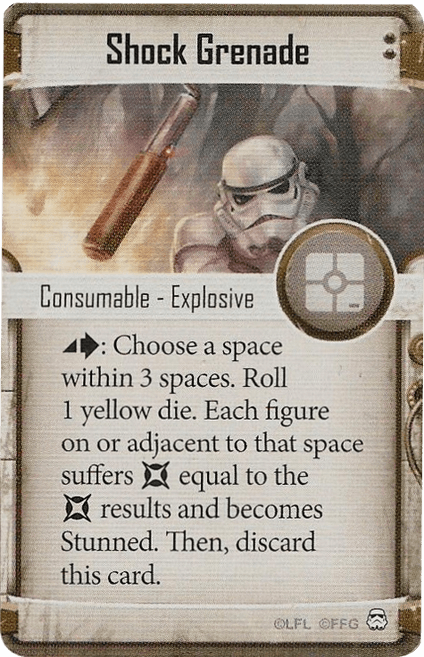 Shock Grenade
Consumable - Explosive
: Choose a space
within 3 spaces. Roll
1 yellow die. Each figure
on or adjacent to that space
suffers equal to the
results and becomes
Stunned. Then, discard
this card.
©LFL ©FFG